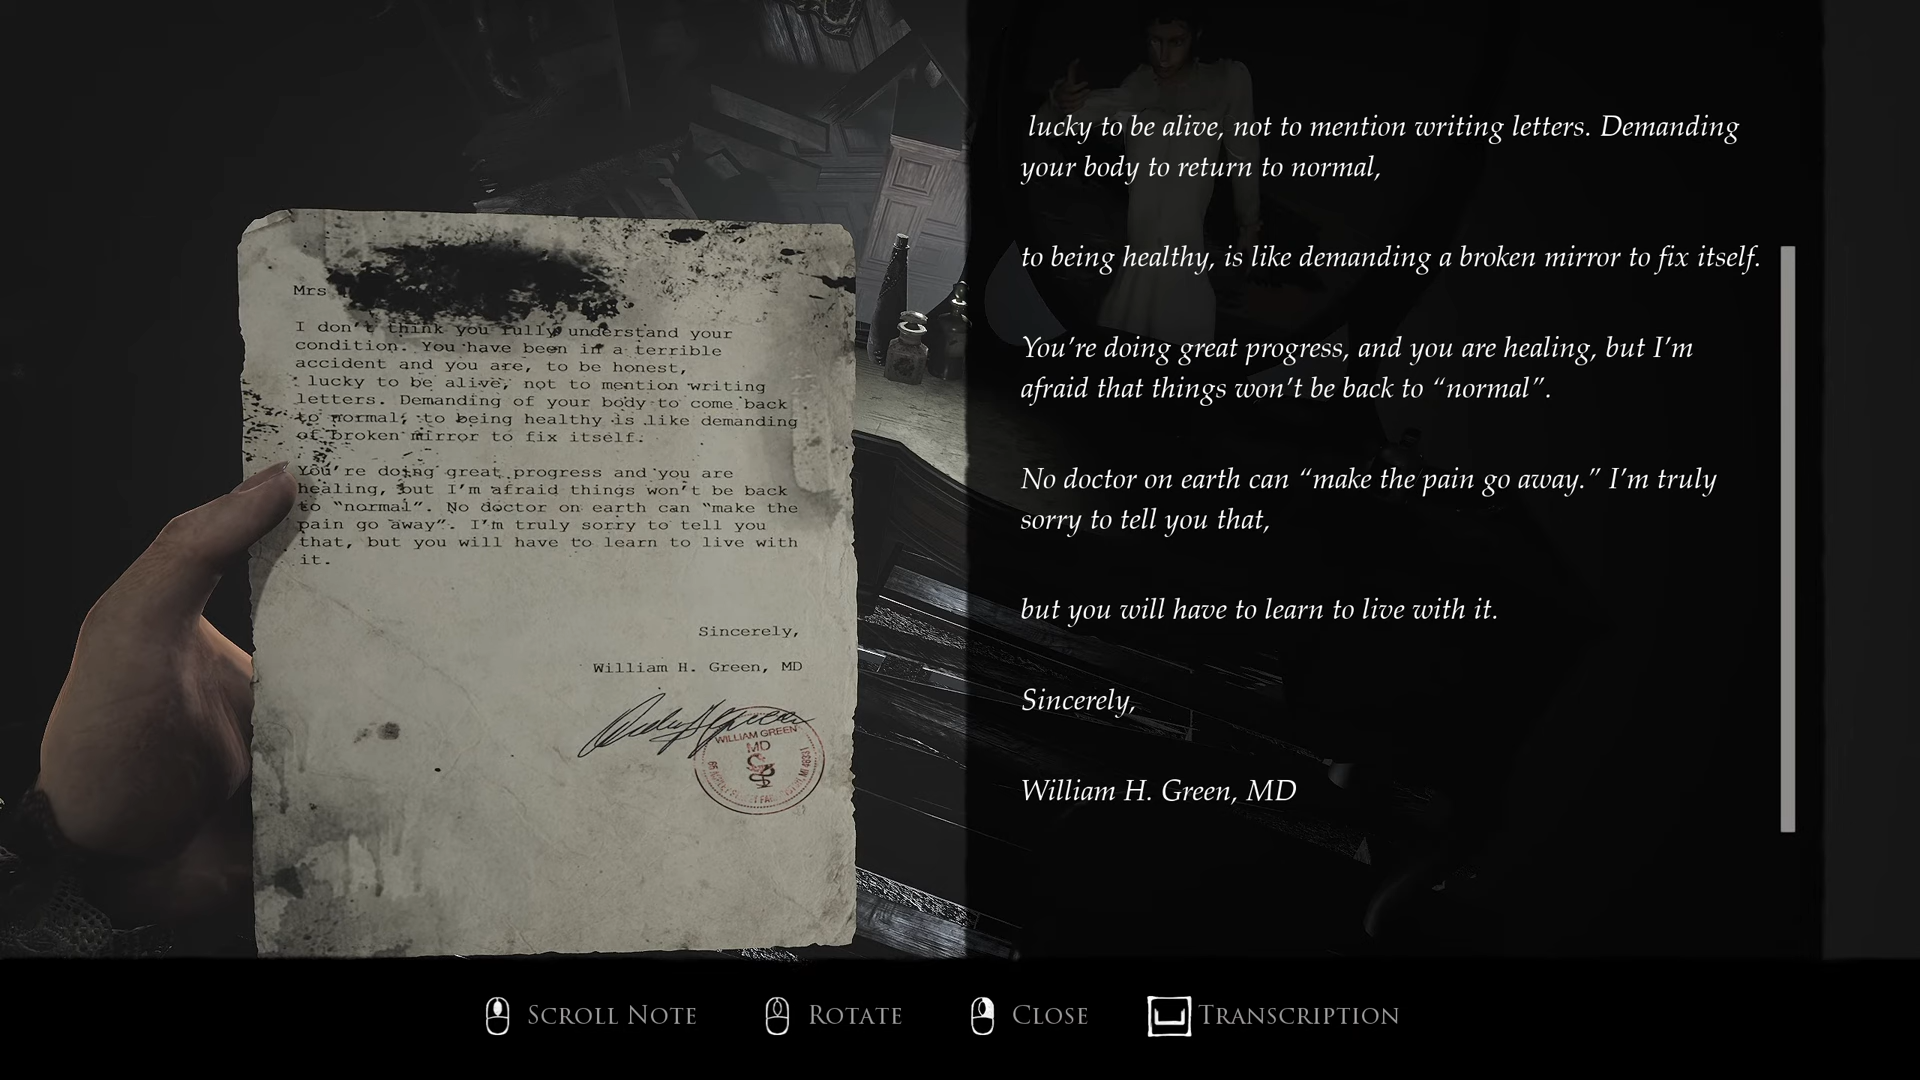 Mrs
I don't think you fully understand your
condition. You have been in a terrible
accident and you are, to be honest,
lucky to be alive, not to mention writing
letters. Demanding of your body to come back
to normal, to being healthy is like demanding
of broken mirror to fix itself.
You're doing great progress and you are
healing, but I'm afraid things won't be back
to “normal”. No doctor on earth can “make the
pain go away”. I'm truly sorry to tell you
that, but you will have to learn to live with
it.
Sincerely,
William H. Green, MD
WILLIAM GREEN
MD
lucky to be alive, not to mention writing letters. Demanding
your body to return to normal,
to being healthy, is like demanding a broken mirror to fix itself.
You're doing great progress, and you are healing, but I'm
afraid that things won't be back to “normal”.
No doctor on earth can “make the pain go away.” I'm truly
sorry to tell you that,
but you will have to learn to live with it.
Sincerely,
William H. Green, MD
Scroll Note
Rotate
Close
Transcription